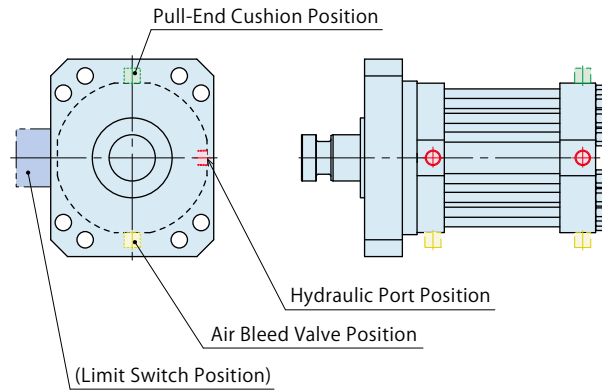 Pull-End Cushion Position
Hydraulic Port Position
Air Bleed Valve Position
(Limit Switch Position)